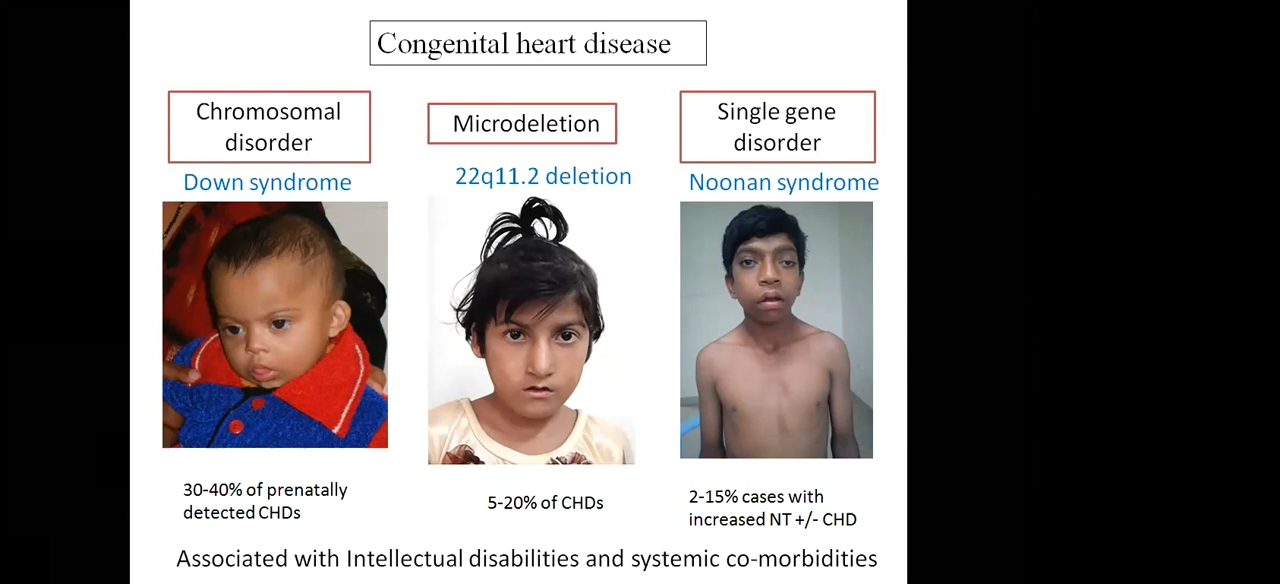 Congenital heart disease
Chromosomal
disorder
Microdeletion
Single gene
disorder
Down syndrome
22q11.2 deletion
Noonan syndrome
30-40% of prenatally
detected CHDs
5-20% of CHDs
2-15% cases with
increased NT +/- CHD
Associated with Intellectual disabilities and systemic co-morbidities